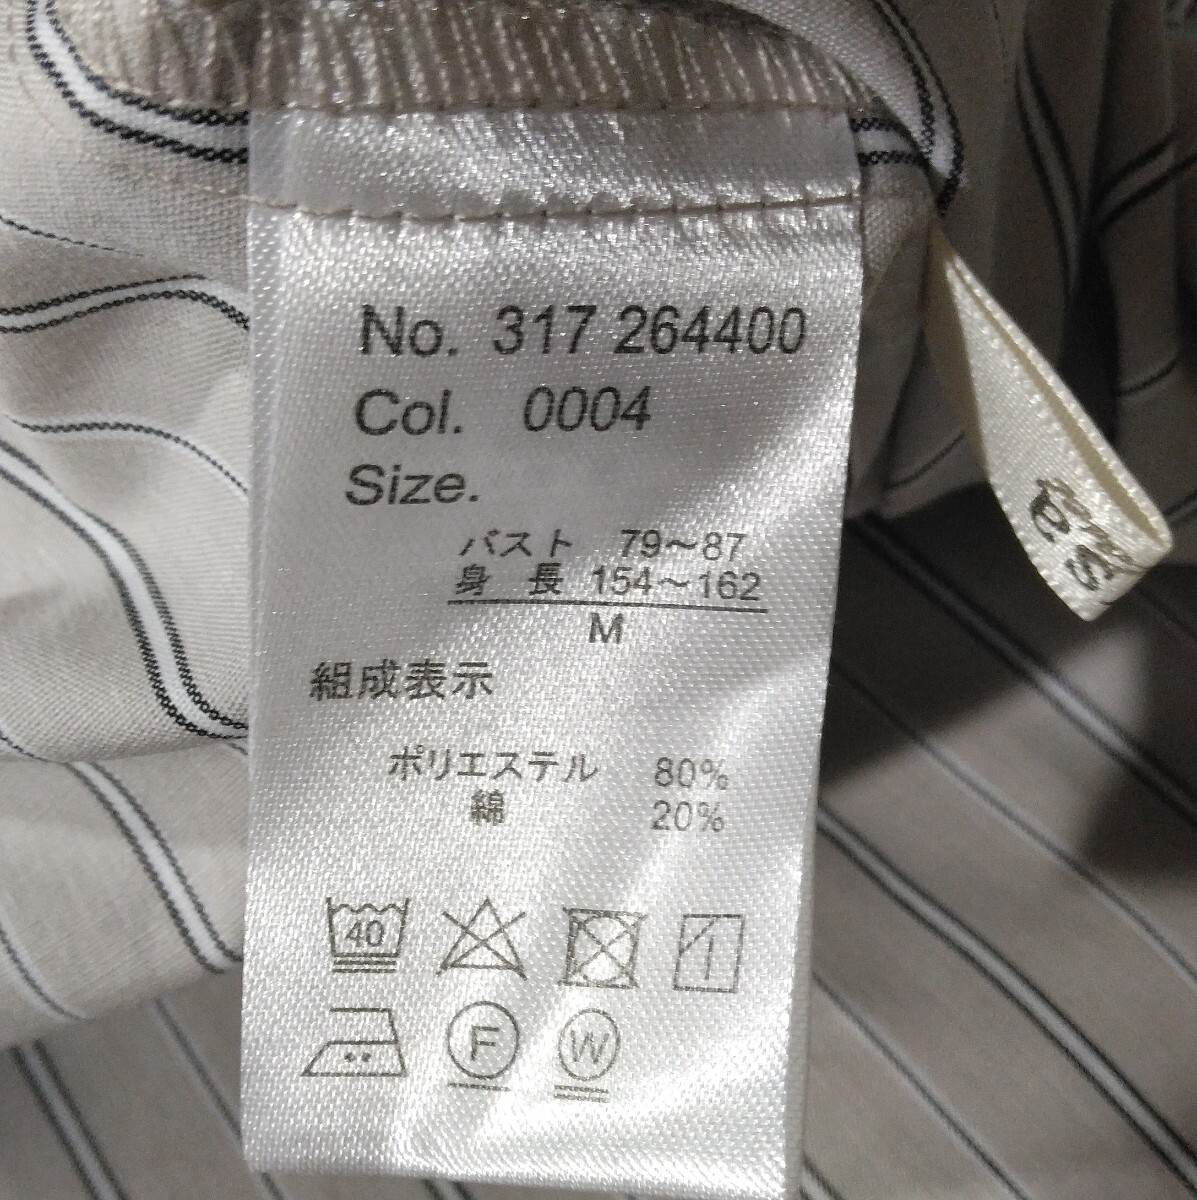 No. 317 264400
Col. 0004
Size.
バスト 79～87
身長 154～162
M
組成表示
ポリエステル 80%
綿 20%
40
F
W